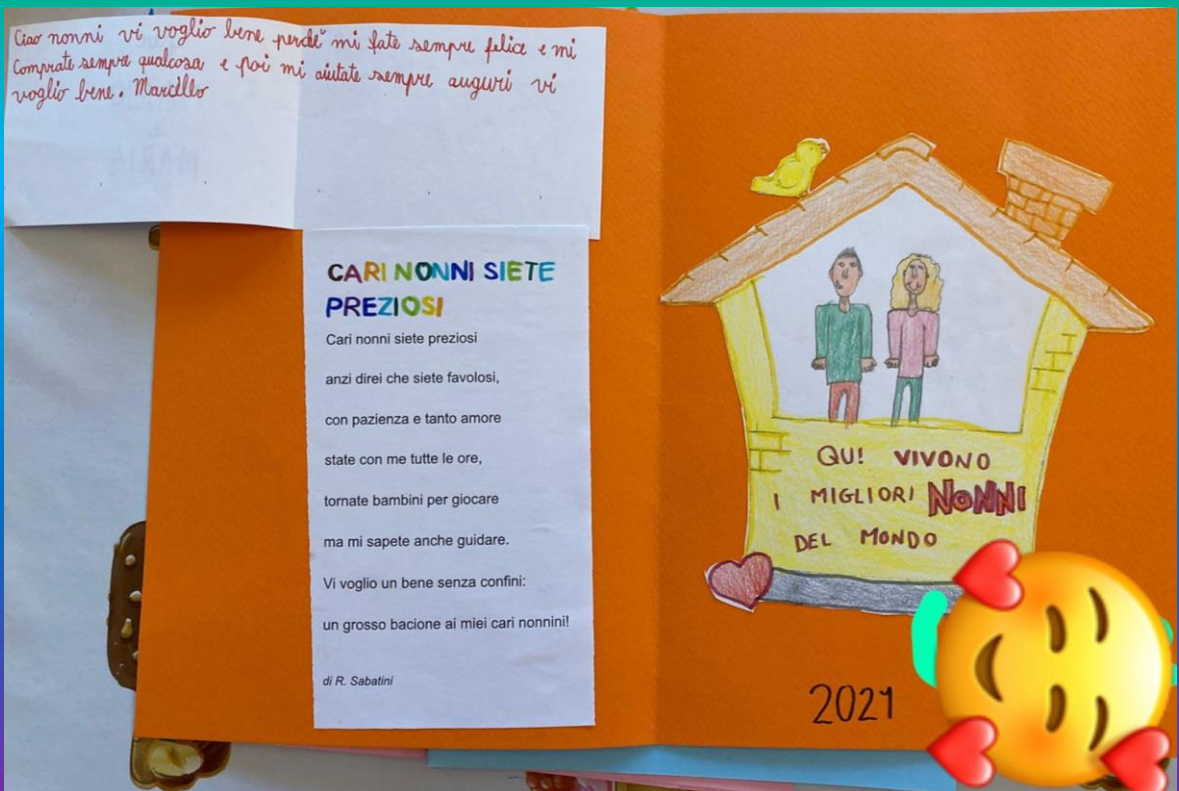 Ciao nonni vi voglio bene perché mi fate sempre felice e mi
Comprate sempre qualcosa e poi mi aiutate sempre auguri vi
voglio bene. Marcello
CARI NONNI SIETE
PREZIOSI
Cari nonni siete preziosi
anzi direi che siete favolosi,
con pazienza e tanto amore
state con me tutte le ore,
tornate bambini per giocare
ma mi sapete anche guidare.
Vi voglio un bene senza confini:
un grosso bacione ai miei cari nonnini!
di R. Sabatini
QUI VIVONO
I MIGLIORI NONNI
DEL MONDO
2021